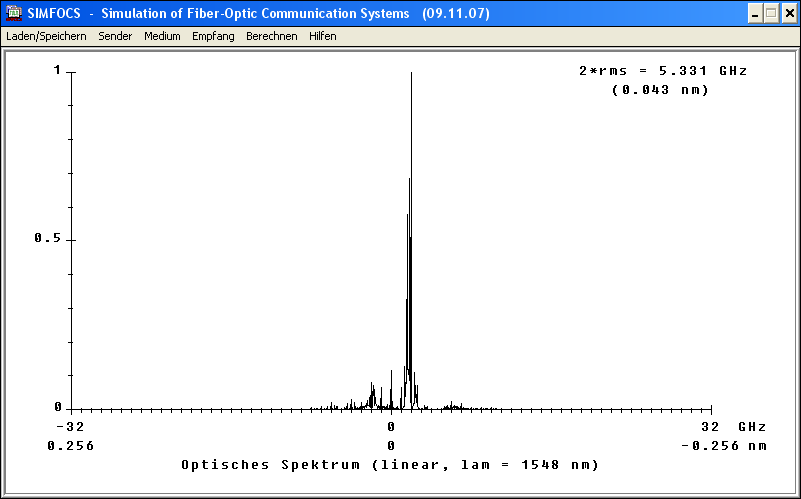 SIMFOCS - Simulation of Fiber-Optic Communication Systems (09.11.07)
Laden/Speichern Sender Medium Empfang Berechnen Hilfen
1
2*rms = 5.331 GHz
(0.043 nm)
0.5
0
-32 0 32 GHz
0.256 0 -0.256 nm
Optisches Spektrum (linear, lam = 1548 nm)